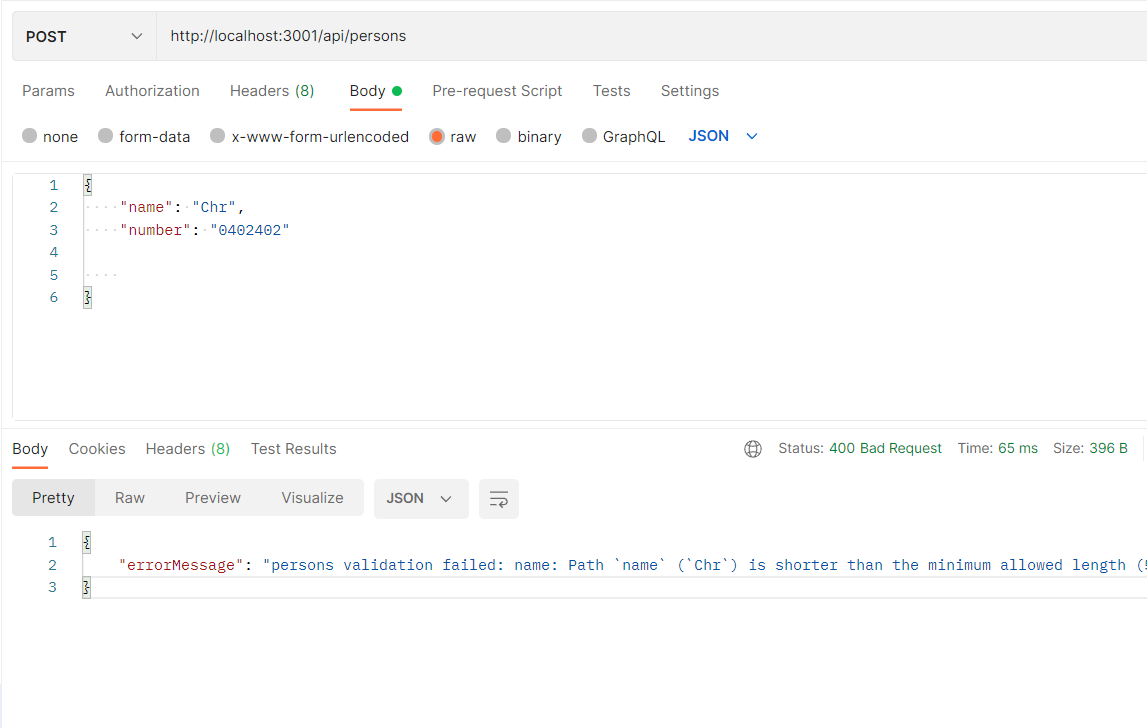 POST http://localhost:3001/api/persons
Params Authorization Headers (8) Body Pre-request Script Tests Settings
none form-data x-www-form-urlencoded raw binary GraphQL JSON
1 {
2 ····"name":·"Chr",
3 ····"number":·"0402402"
4
5 ····
6 }
Body Cookies Headers (8) Test Results Status: 400 Bad Request Time: 65 ms Size: 396 B
Pretty Raw Preview Visualize JSON
1 {
2 "errorMessage": "persons validation failed: name: Path `name` (`Chr`) is shorter than the minimum allowed length (
3 }